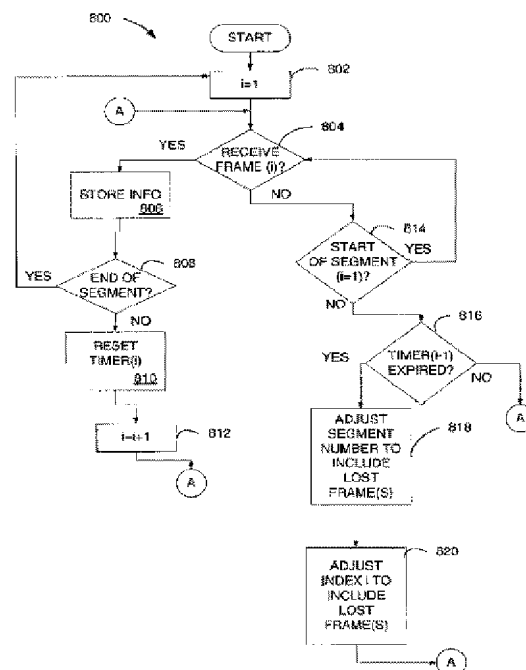 800
START
i=1
802
A
804
YES
RECEIVE
FRAME (i)?
STORE INFO
806
NO
814
START
OF SEGMENT
(i=1)?
YES
808
YES
END OF
SEGMENT?
NO
NO
816
RESET
TIMER(i)
810
YES
TIMER(i-1)
EXPIRED?
NO
A
i=i+1
812
A
ADJUST
SEGMENT
NUMBER TO
INCLUDE
LOST
FRAME(S)
818
820
ADJUST
INDEX i TO
INCLUDE
LOST
FRAME(S)
A